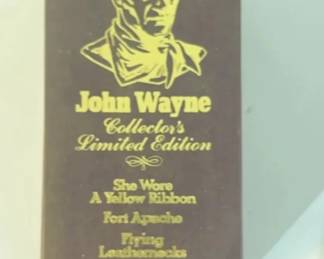 John Wayne
Collector's
Limited Edition
She Wore
A Yellow Ribbon
Fort Apache
Flying
Leathernecks